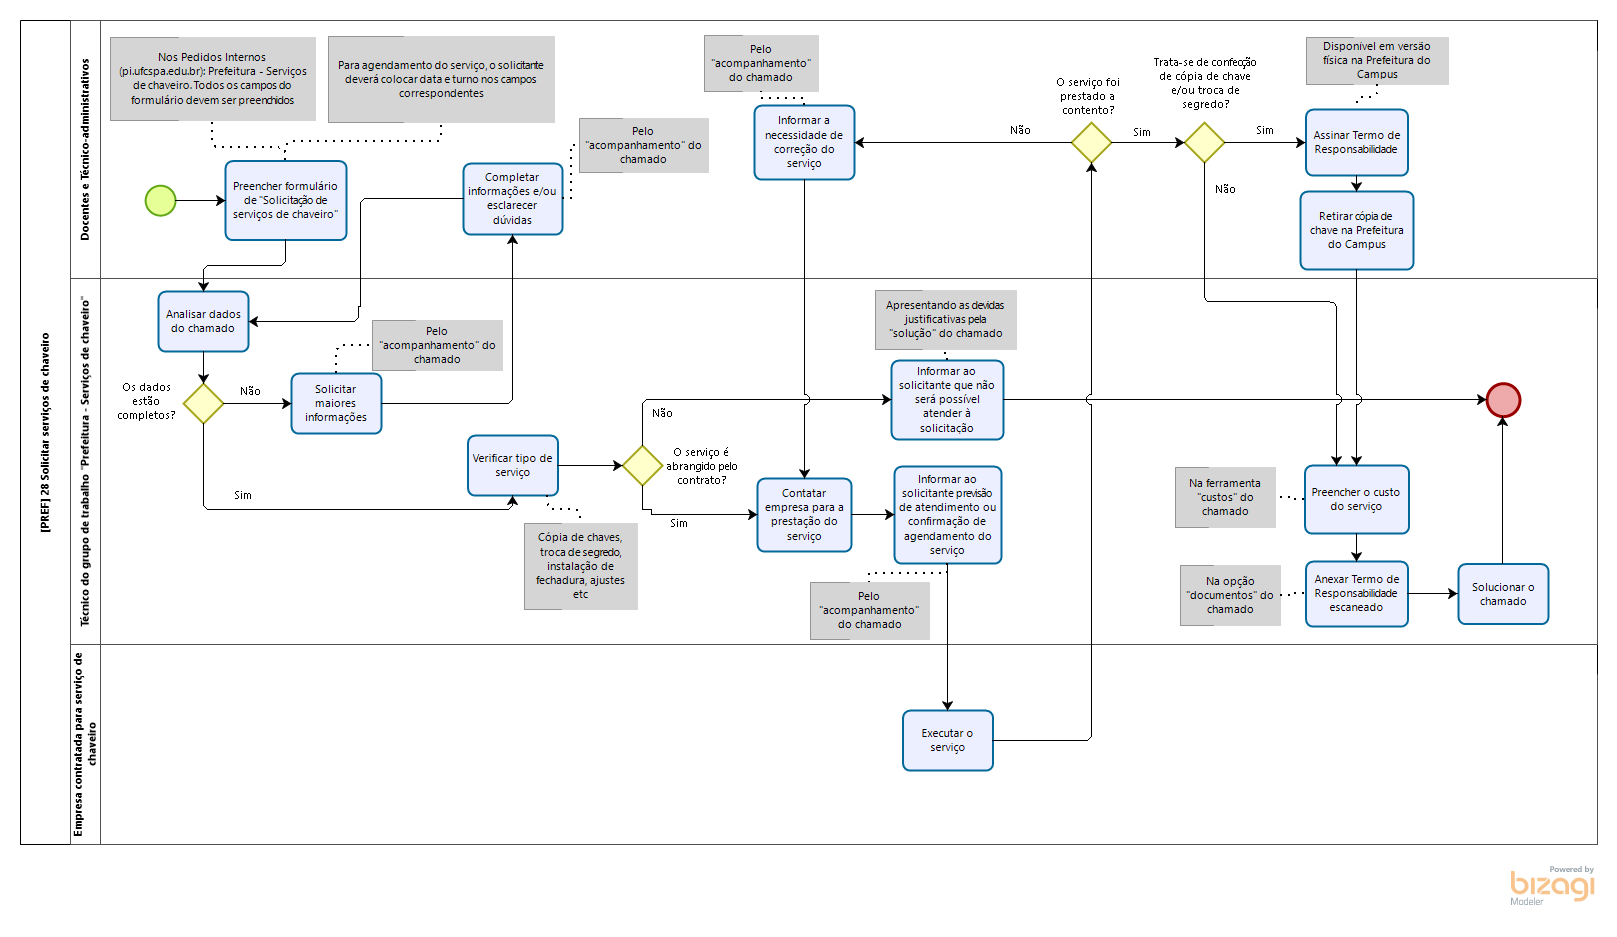 [PREF] 28 Solicitar serviços de chaveiro
Docentes e Técnico-administrativos
Nos Pedidos Internos
(pi.ufcspa.edu.br): Prefeitura - Serviços
de chaveiro. Todos os campos do
formulário devem ser preenchidos
Para agendamento do serviço, o solicitante
deverá colocar data e turno nos campos
correspondentes
Preencher formulário
de "Solicitação de
serviços de chaveiro"
Completar
informações e/ou
esclarecer
dúvidas
Pelo
"acompanhamento" do
chamado
Pelo
"acompanhamento"
do chamado
Informar a
necessidade de
correção do
serviço
Não
O serviço foi
prestado a
contento?
Sim
Trata-se de confecção
de cópia de chave
e/ou troca de
segredo?
Sim
Não
Disponível em versão
física na Prefeitura do
Campus
Assinar Termo de
Responsabilidade
Retirar cópia de
chave na Prefeitura
do Campus
Técnico do grupo de trabalho "Prefeitura - Serviços de chaveiro"
Analisar dados
do chamado
Os dados
estão
completos?
Não
Sim
Solicitar
maiores
informações
Pelo
"acompanhamento" do
chamado
Verificar tipo de
serviço
Cópia de chaves,
troca de segredo,
instalação de
fechadura, ajustes
etc
O serviço é
abrangido pelo
contrato?
Não
Sim
Apresentando as devidas
justificativas pela
"solução" do chamado
Informar ao
solicitante que não
será possível
atender à
solicitação
Contatar
empresa para a
prestação do
serviço
Informar ao
solicitante previsão
de atendimento ou
confirmação de
agendamento do
serviço
Pelo
"acompanhamento"
do chamado
Na ferramenta
"custos" do
chamado
Preencher o custo
do serviço
Na opção
"documentos" do
chamado
Anexar Termo de
Responsabilidade
escaneado
Solucionar o
chamado
Empresa contratada para serviço de
chaveiro
Executar o
serviço
Powered by
bizagi
Modeler